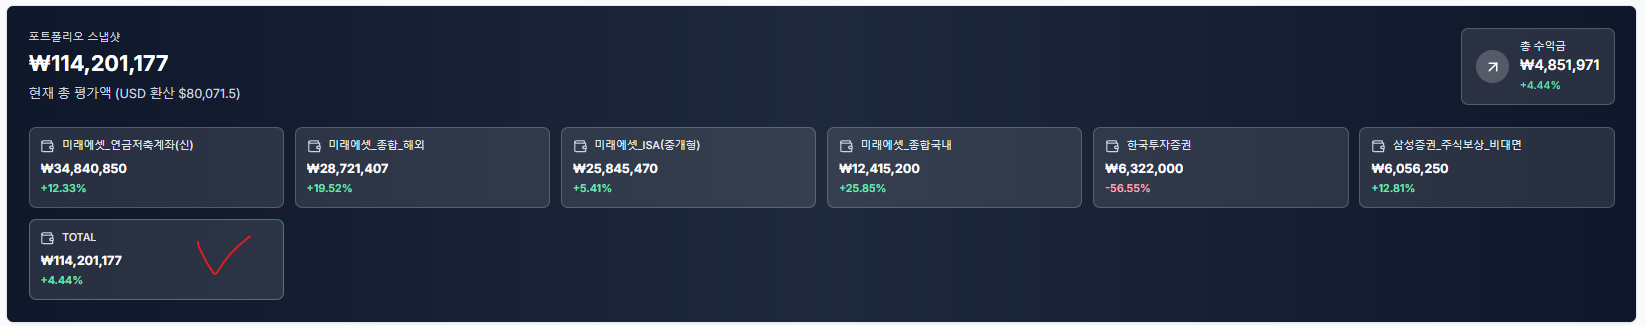 포트폴리오 스냅샷
₩114,201,177
현재 총 평가액 (USD 환산 $80,071.5)
총 수익금
₩4,851,971
+4.44%
미래에셋_연금저축계좌(신)
₩34,840,850
+12.33%
미래에셋_종합_해외
₩28,721,407
+19.52%
미래에셋_ISA(중개형)
₩25,845,470
+5.41%
미래에셋_종합국내
₩12,415,200
+25.85%
한국투자증권
₩6,322,000
-56.55%
삼성증권_주식보상_비대면
₩6,056,250
+12.81%
TOTAL
₩114,201,177
+4.44%